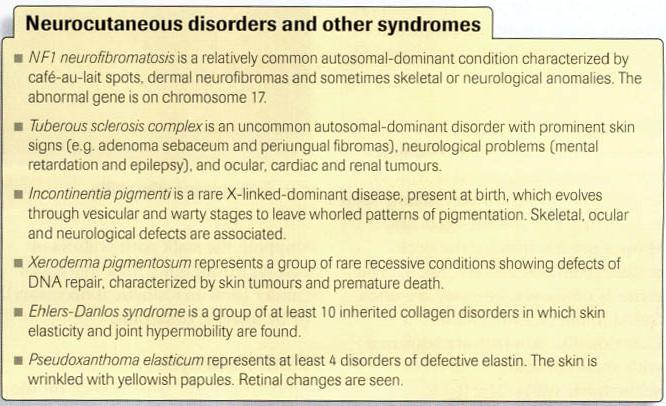 Neurocutaneous disorders and other syndromes
■ NF1 neurofibromatosis is a relatively common autosomal-dominant condition characterized by
café-au-lait spots, dermal neurofibromas and sometimes skeletal or neurological anomalies. The
abnormal gene is on chromosome 17.
■ Tuberous sclerosis complex is an uncommon autosomal-dominant disorder with prominent skin
signs (e.g. adenoma sebaceum and periungual fibromas), neurological problems (mental
retardation and epilepsy), and ocular, cardiac and renal tumours.
■ Incontinentia pigmenti is a rare X-linked-dominant disease, present at birth, which evolves
through vesicular and warty stages to leave whorled patterns of pigmentation. Skeletal, ocular
and neurological defects are associated.
■ Xeroderma pigmentosum represents a group of rare recessive conditions showing defects of
DNA repair, characterized by skin tumours and premature death.
■ Ehlers-Danlos syndrome is a group of at least 10 inherited collagen disorders in which skin
elasticity and joint hypermobility are found.
■ Pseudoxanthoma elasticum represents at least 4 disorders of defective elastin. The skin is
wrinkled with yellowish papules. Retinal changes are seen.